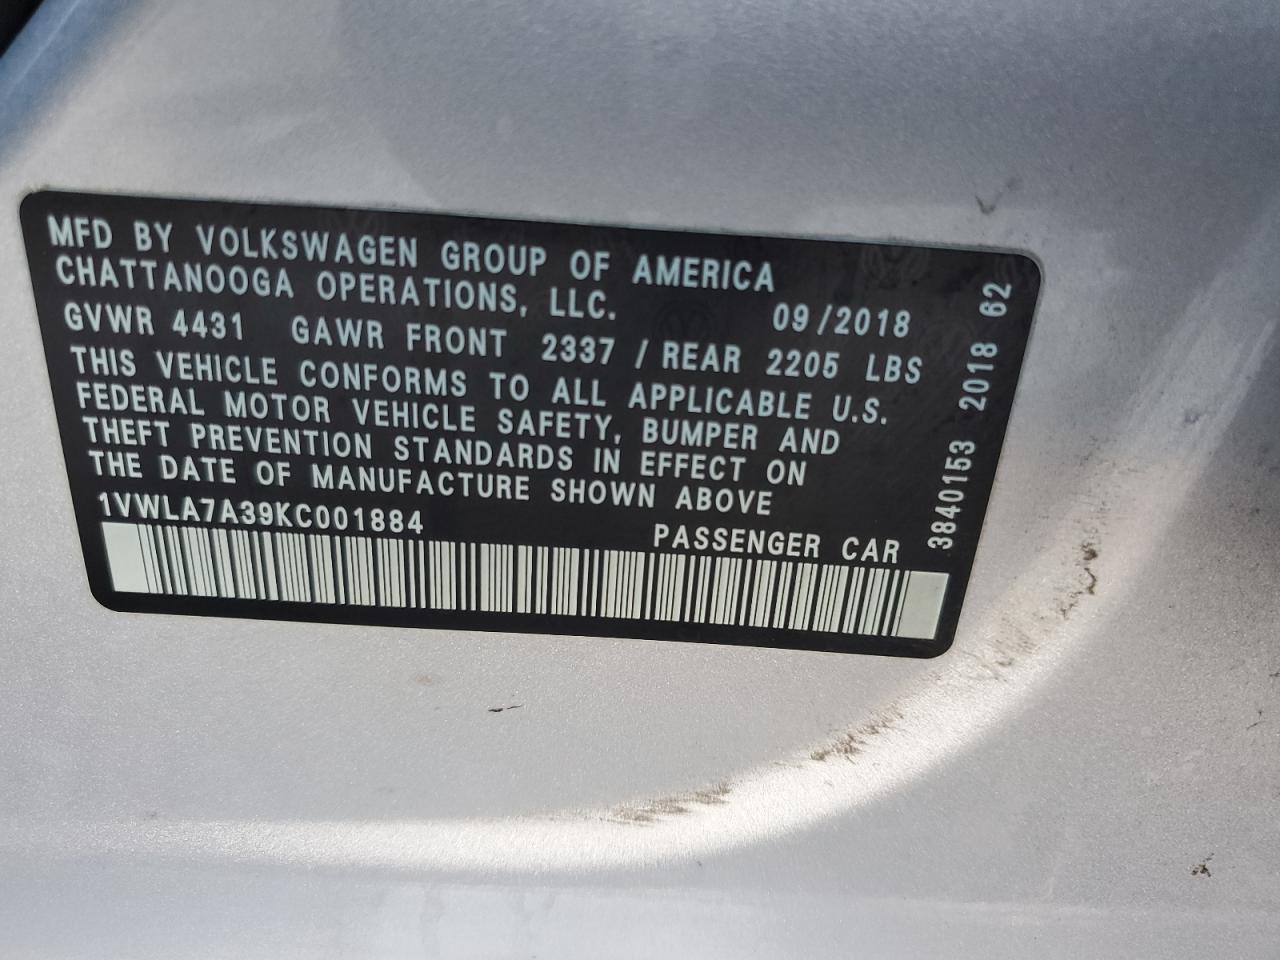 MFD BY VOLKSWAGEN GROUP OF AMERICA
CHATTANOOGA OPERATIONS, LLC.
09/2018
GVWR 4431 GAWR FRONT 2337 / REAR 2205 LBS
THIS VEHICLE CONFORMS TO ALL APPLICABLE U.S.
FEDERAL MOTOR VEHICLE SAFETY, BUMPER AND
THEFT PREVENTION STANDARDS IN EFFECT ON
THE DATE OF MANUFACTURE SHOWN ABOVE
1VWLA7A39KC001884
PASSENGER CAR
3840153 2018 62